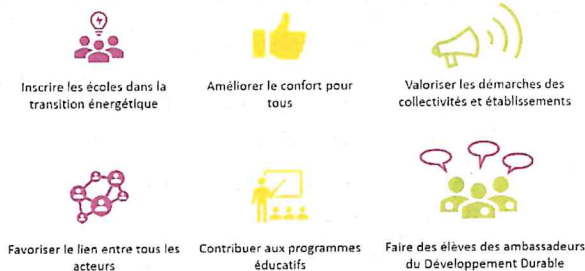 Inscrire les écoles dans la
transition énergétique
Améliorer le confort pour
tous
Valoriser les démarches des
collectivités et établissements
Favoriser le lien entre tous les
acteurs
Contribuer aux programmes
éducatifs
Faire des élèves des ambassadeurs
du Développement Durable